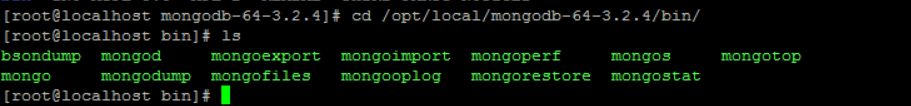 [root@localhost mongodb-64-3.2.4]# cd /opt/local/mongodb-64-3.2.4/bin/
[root@localhost bin]# ls
bsondump mongod mongoexport mongoimport mongoperf mongos mongotop
mongo mongodump mongofiles mongooplog mongorestore mongostat
[root@localhost bin]#